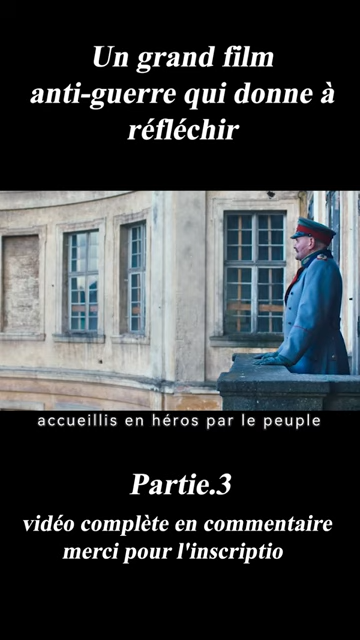 Un grand film
anti-guerre qui donne à
réfléchir
accueillis en héros par le peuple
Partie.3
vidéo complète en commentaire
merci pour l'inscriptio